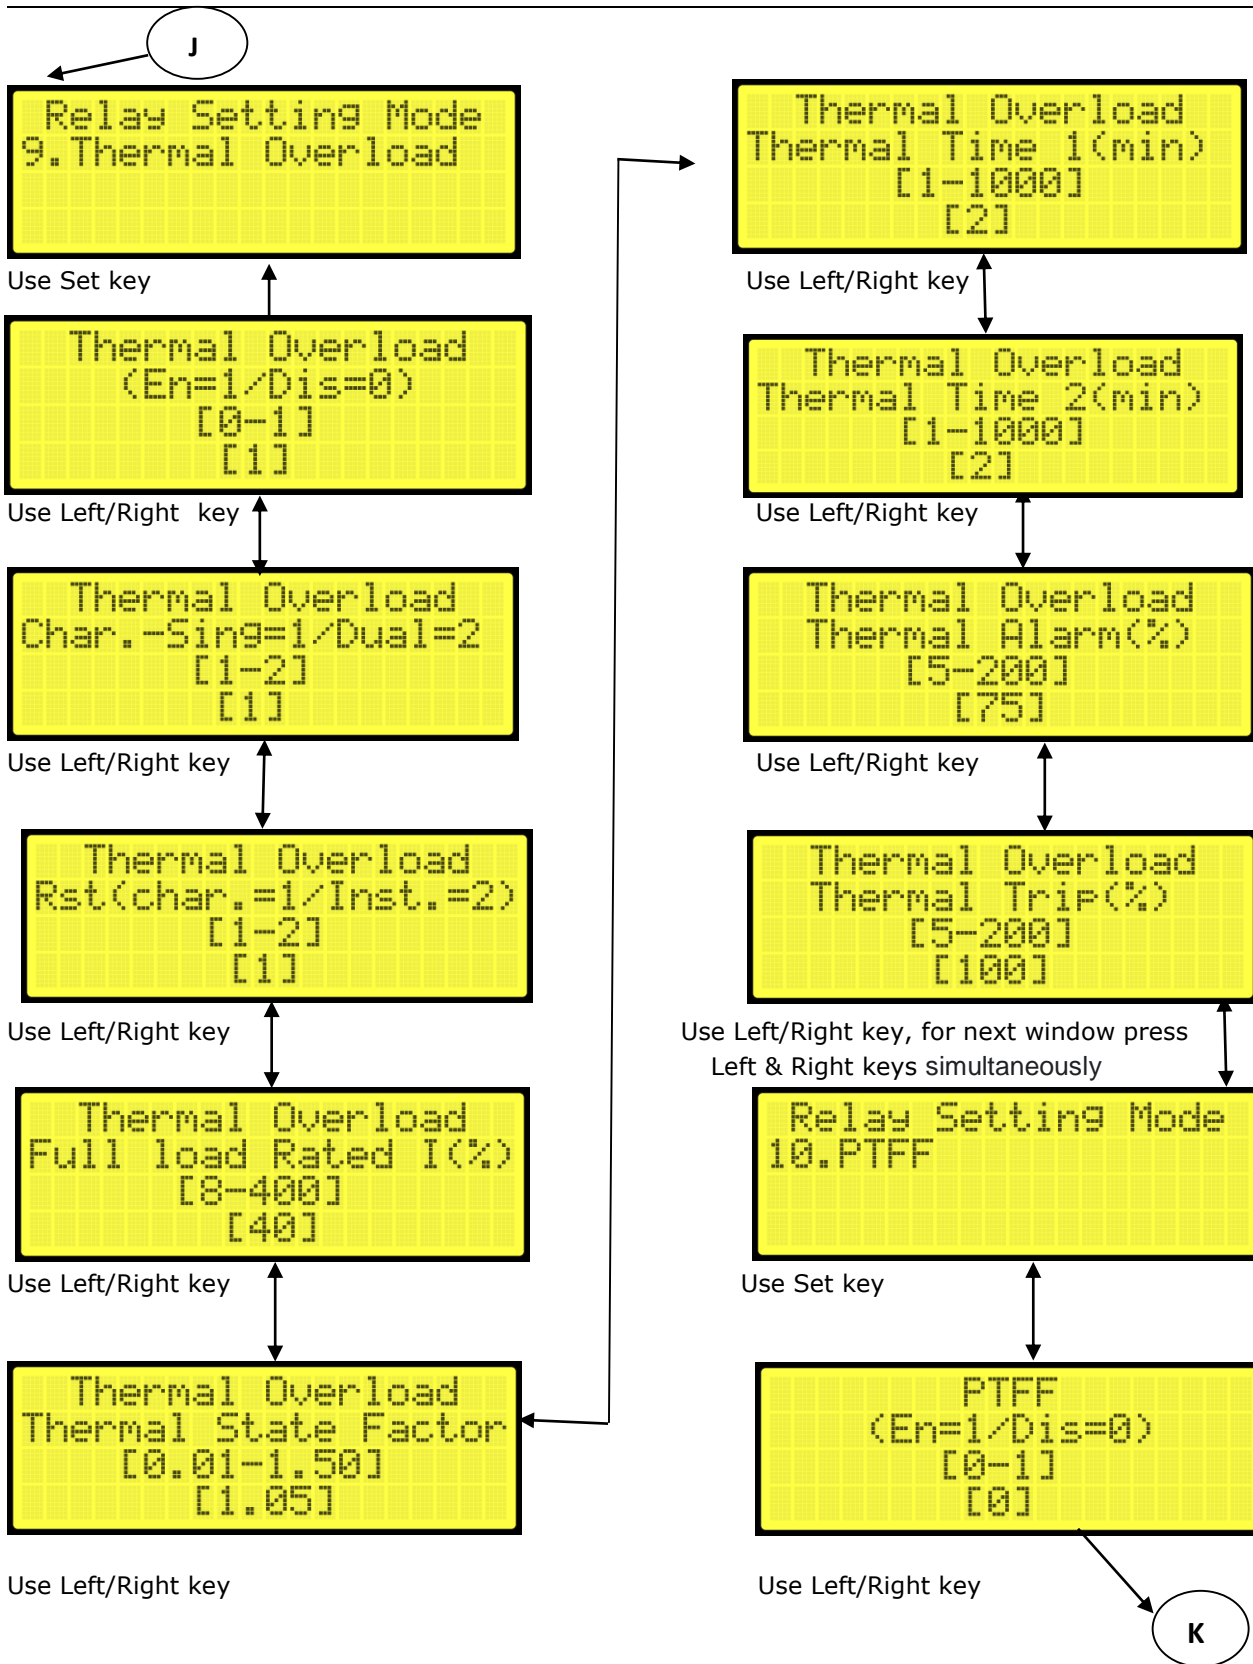 J
Relay Setting Mode
9.Thermal Overload
Use Set key
Thermal Overload
(En=1/Dis=0)
[0-1]
[1]
Use Left/Right key
Thermal Overload
Char.-Sing=1/Dual=2
[1-2]
[1]
Use Left/Right key
Thermal Overload
Rst(char.=1/Inst.=2)
[1-2]
[1]
Use Left/Right key
Thermal Overload
Full load Rated I(%)
[8-400]
[40]
Use Left/Right key
Thermal Overload
Thermal State Factor
[0.01-1.50]
[1.05]
Use Left/Right key
Thermal Overload
Thermal Time 1(min)
[1-1000]
[2]
Use Left/Right key
Thermal Overload
Thermal Time 2(min)
[1-1000]
[2]
Use Left/Right key
Thermal Overload
Thermal Alarm(%)
[5-200]
[75]
Use Left/Right key
Thermal Overload
Thermal Trip(%)
[5-200]
[100]
Use Left/Right key, for next window press
Left & Right keys simultaneously
Relay Setting Mode
10.PTFF
Use Set key
PTFF
(En=1/Dis=0)
[0-1]
[0]
Use Left/Right key
K